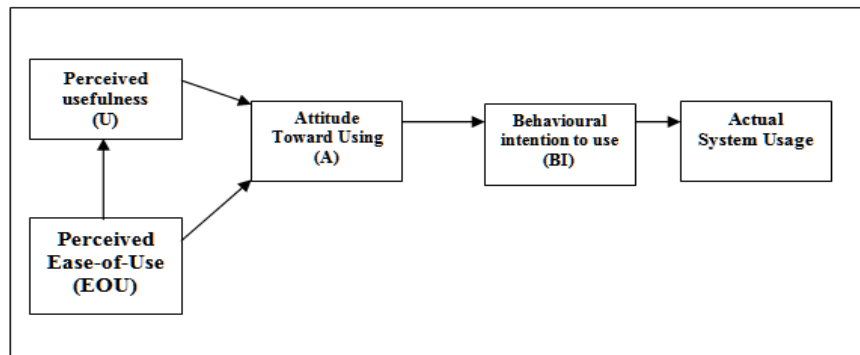 Perceived
usefulness
(U)
Perceived
Ease-of-Use
(EOU)
Attitude
Toward Using
(A)
Behavioural
intention to use
(BI)
Actual
System Usage